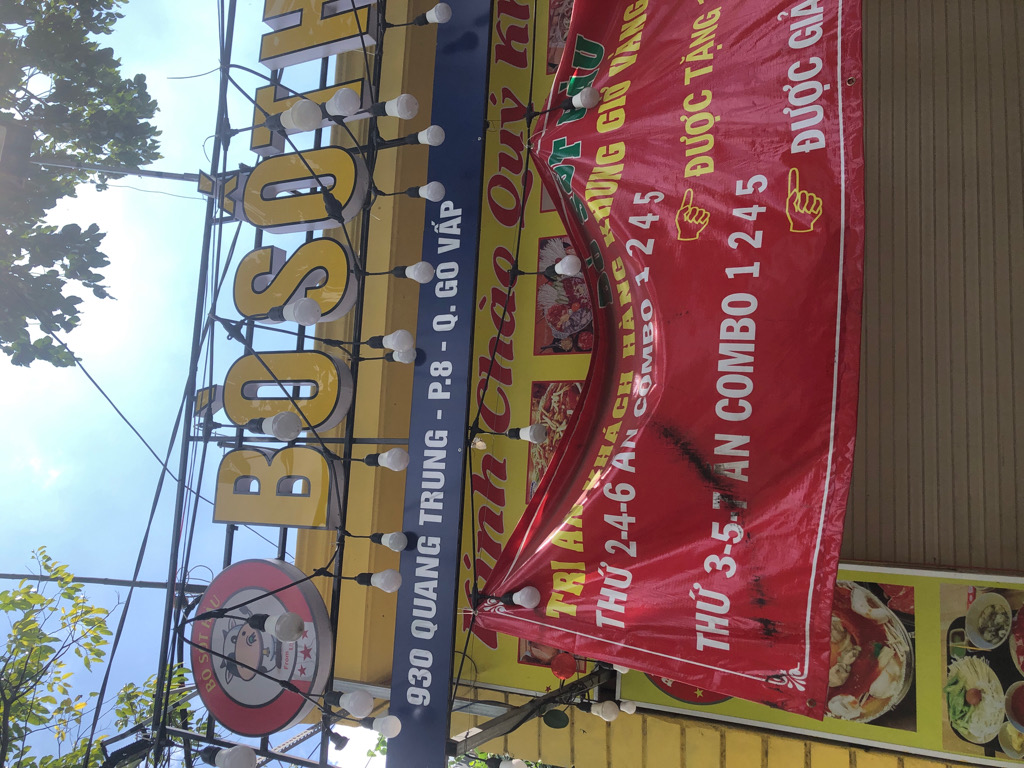 BÒ SỐT
BÒ SỐT H
930 QUANG TRUNG - P.8 - Q. GÒ VẤP
Kính Chào Quý K
TRI ÂN KHÁCH HÀNG KHUNG GIỜ VÀNG
THỨ 2-4-6 ĂN COMBO 1 2 4 5
ĐƯỢC TẶNG
THỨ 3-5-7 ĂN COMBO 1 2 4 5
ĐƯỢC GIẢ